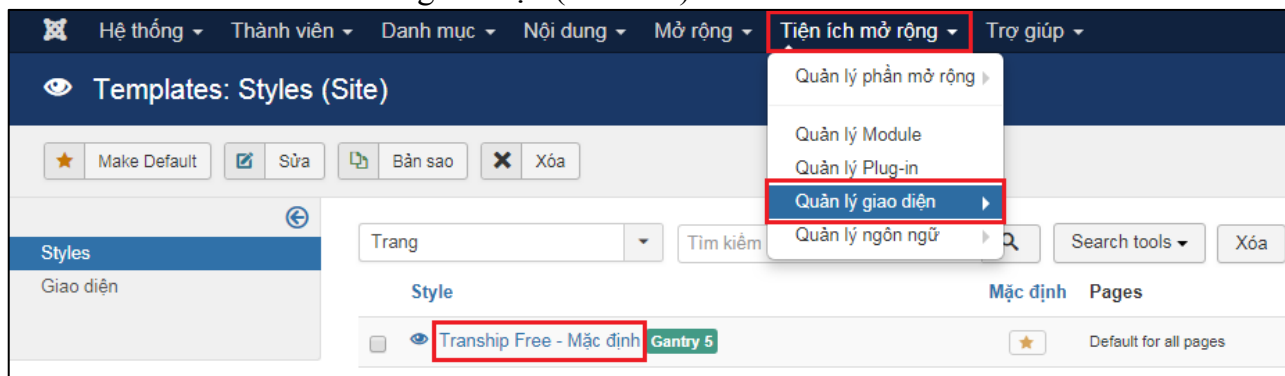 Hệ thống Thành viên Danh mục Nội dung Mở rộng Tiện ích mở rộng Trợ giúp
Templates: Styles (Site)
Quản lý phần mở rộng
Quản lý Module
Quản lý Plug-in
Quản lý giao diện
Quản lý ngôn ngữ
Make Default Sửa Bản sao Xóa
Styles
Giao diện
Trang Tìm kiếm Search tools Xóa
Style Mặc định Pages
Tranship Free - Mặc định Gantry 5 Default for all pages